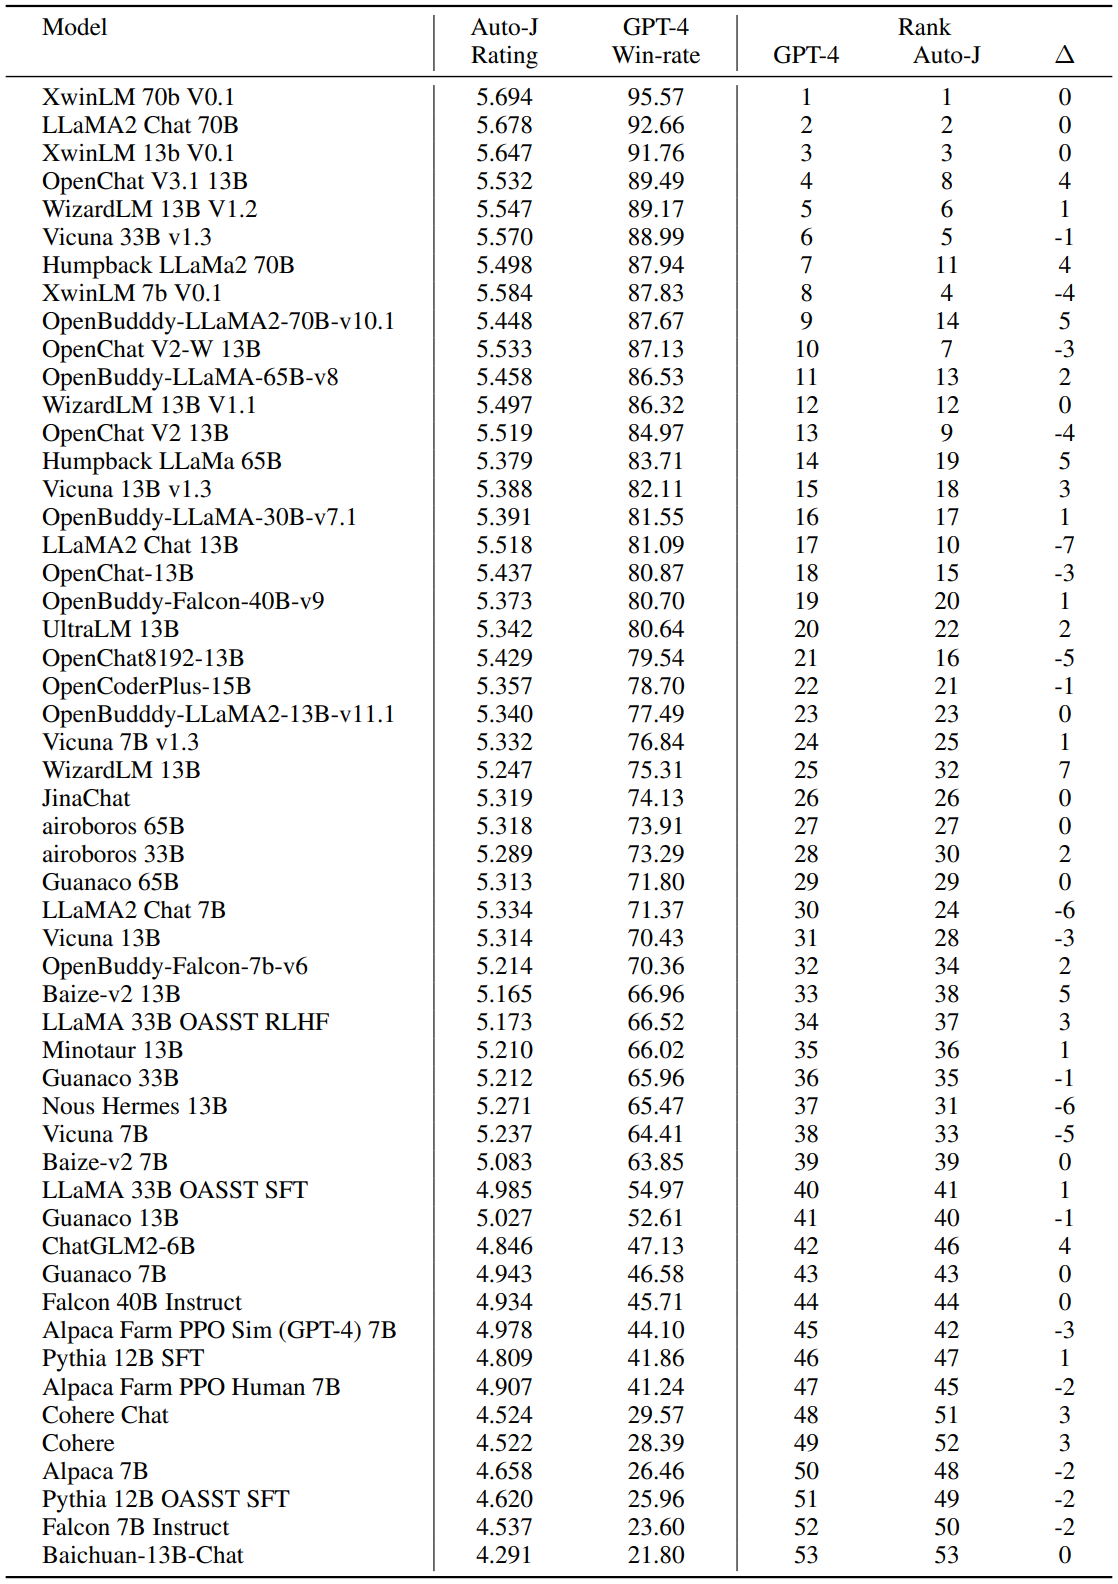 Model Auto-J GPT-4 Rank
Rating Win-rate GPT-4 Auto-J Δ
XwinLM 70b V0.1 5.694 95.57 1 1 0
LLaMA2 Chat 70B 5.678 92.66 2 2 0
XwinLM 13b V0.1 5.647 91.76 3 3 0
OpenChat V3.1 13B 5.532 89.49 4 8 4
WizardLM 13B V1.2 5.547 89.17 5 6 1
Vicuna 33B v1.3 5.570 88.99 6 5 -1
Humpback LLaMa2 70B 5.498 87.94 7 11 4
XwinLM 7b V0.1 5.584 87.83 8 4 -4
OpenBudddy-LLaMA2-70B-v10.1 5.448 87.67 9 14 5
OpenChat V2-W 13B 5.533 87.13 10 7 -3
OpenBuddy-LLaMA-65B-v8 5.458 86.53 11 13 2
WizardLM 13B V1.1 5.497 86.32 12 12 0
OpenChat V2 13B 5.519 84.97 13 9 -4
Humpback LLaMa 65B 5.379 83.71 14 19 5
Vicuna 13B v1.3 5.388 82.11 15 18 3
OpenBuddy-LLaMA-30B-v7.1 5.391 81.55 16 17 1
LLaMA2 Chat 13B 5.518 81.09 17 10 -7
OpenChat-13B 5.437 80.87 18 15 -3
OpenBuddy-Falcon-40B-v9 5.373 80.70 19 20 1
UltraLM 13B 5.342 80.64 20 22 2
OpenChat8192-13B 5.429 79.54 21 16 -5
OpenCoderPlus-15B 5.357 78.70 22 21 -1
OpenBudddy-LLaMA2-13B-v11.1 5.340 77.49 23 23 0
Vicuna 7B v1.3 5.332 76.84 24 25 1
WizardLM 13B 5.247 75.31 25 32 7
JinaChat 5.319 74.13 26 26 0
airoboros 65B 5.318 73.91 27 27 0
airoboros 33B 5.289 73.29 28 30 2
Guanaco 65B 5.313 71.80 29 29 0
LLaMA2 Chat 7B 5.334 71.37 30 24 -6
Vicuna 13B 5.314 70.43 31 28 -3
OpenBuddy-Falcon-7b-v6 5.214 70.36 32 34 2
Baize-v2 13B 5.165 66.96 33 38 5
LLaMA 33B OASST RLHF 5.173 66.52 34 37 3
Minotaur 13B 5.210 66.02 35 36 1
Guanaco 33B 5.212 65.96 36 35 -1
Nous Hermes 13B 5.271 65.47 37 31 -6
Vicuna 7B 5.237 64.41 38 33 -5
Baize-v2 7B 5.083 63.85 39 39 0
LLaMA 33B OASST SFT 4.985 54.97 40 41 1
Guanaco 13B 5.027 52.61 41 40 -1
ChatGLM2-6B 4.846 47.13 42 46 4
Guanaco 7B 4.943 46.58 43 43 0
Falcon 40B Instruct 4.934 45.71 44 44 0
Alpaca Farm PPO Sim (GPT-4) 7B 4.978 44.10 45 42 -3
Pythia 12B SFT 4.809 41.86 46 47 1
Alpaca Farm PPO Human 7B 4.907 41.24 47 45 -2
Cohere Chat 4.524 29.57 48 51 3
Cohere 4.522 28.39 49 52 3
Alpaca 7B 4.658 26.46 50 48 -2
Pythia 12B OASST SFT 4.620 25.96 51 49 -2
Falcon 7B Instruct 4.537 23.60 52 50 -2
Baichuan-13B-Chat 4.291 21.80 53 53 0